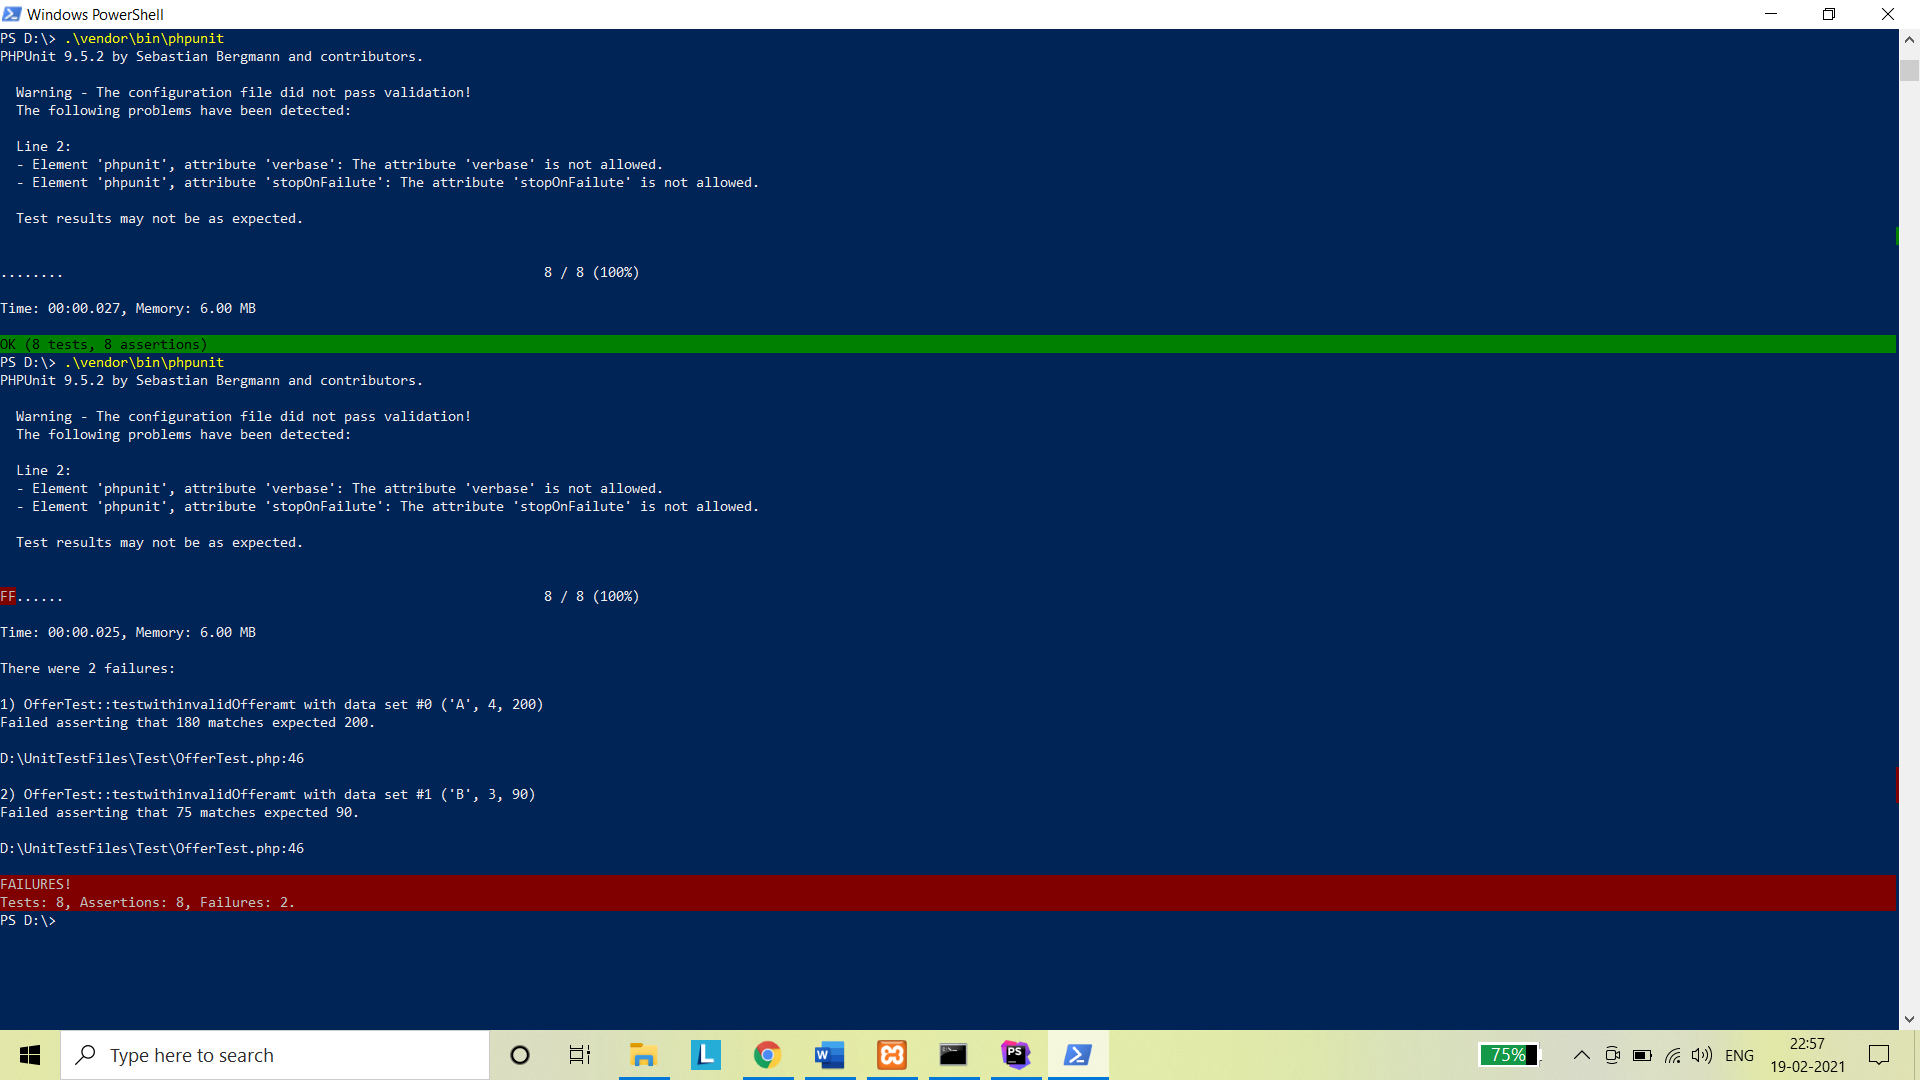 Windows PowerShell
PS D:\> .\vendor\bin\phpunit
PHPUnit 9.5.2 by Sebastian Bergmann and contributors.
Warning - The configuration file did not pass validation!
The following problems have been detected:
Line 2:
- Element 'phpunit', attribute 'verbase': The attribute 'verbase' is not allowed.
- Element 'phpunit', attribute 'stopOnFailute': The attribute 'stopOnFailute' is not allowed.
Test results may not be as expected.
........ 8 / 8 (100%)
Time: 00:00.027, Memory: 6.00 MB
OK (8 tests, 8 assertions)
PS D:\> .\vendor\bin\phpunit
PHPUnit 9.5.2 by Sebastian Bergmann and contributors.
Warning - The configuration file did not pass validation!
The following problems have been detected:
Line 2:
- Element 'phpunit', attribute 'verbase': The attribute 'verbase' is not allowed.
- Element 'phpunit', attribute 'stopOnFailute': The attribute 'stopOnFailute' is not allowed.
Test results may not be as expected.
FF...... 8 / 8 (100%)
Time: 00:00.025, Memory: 6.00 MB
There were 2 failures:
1) OfferTest::testwithinvalidOfferamt with data set #0 ('A', 4, 200)
Failed asserting that 180 matches expected 200.
D:\UnitTestFiles\Test\OfferTest.php:46
2) OfferTest::testwithinvalidOfferamt with data set #1 ('B', 3, 90)
Failed asserting that 75 matches expected 90.
D:\UnitTestFiles\Test\OfferTest.php:46
FAILURES!
Tests: 8, Assertions: 8, Failures: 2.
PS D:\>
Type here to search
L
W
PS
75%
ENG
22:57
19-02-2021